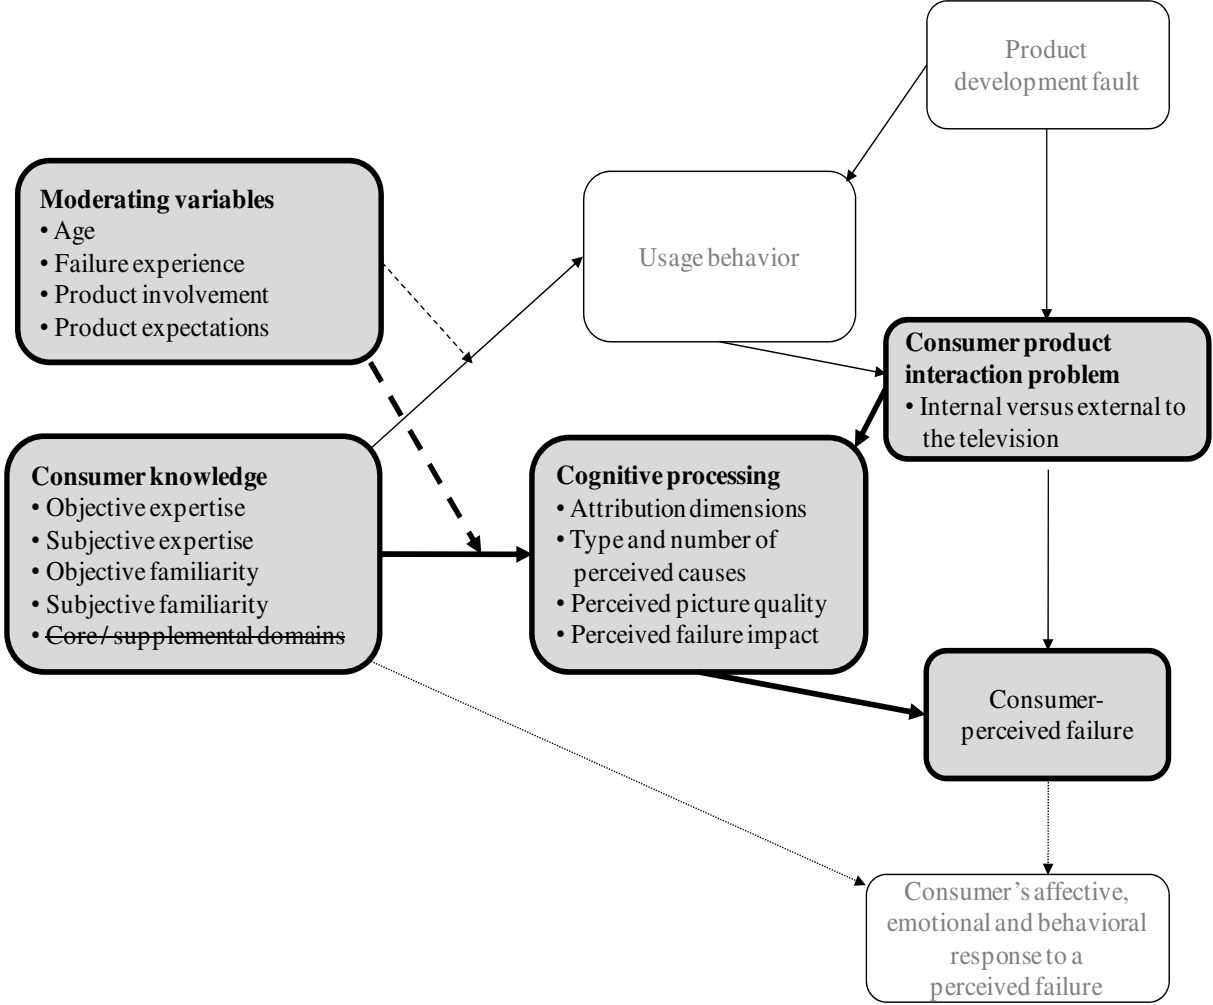 Product
development fault
Moderating variables
• Age
• Failure experience
• Product involvement
• Product expectations
Usage behavior
Consumer product
interaction problem
• Internal versus external to
the television
Consumer knowledge
• Objective expertise
• Subjective expertise
• Objective familiarity
• Subjective familiarity
• Core / supplemental domains
Cognitive processing
• Attribution dimensions
• Type and number of
perceived causes
• Perceived picture quality
• Perceived failure impact
Consumer-
perceived failure
Consumer’s affective,
emotional and behavioral
response to a
perceived failure